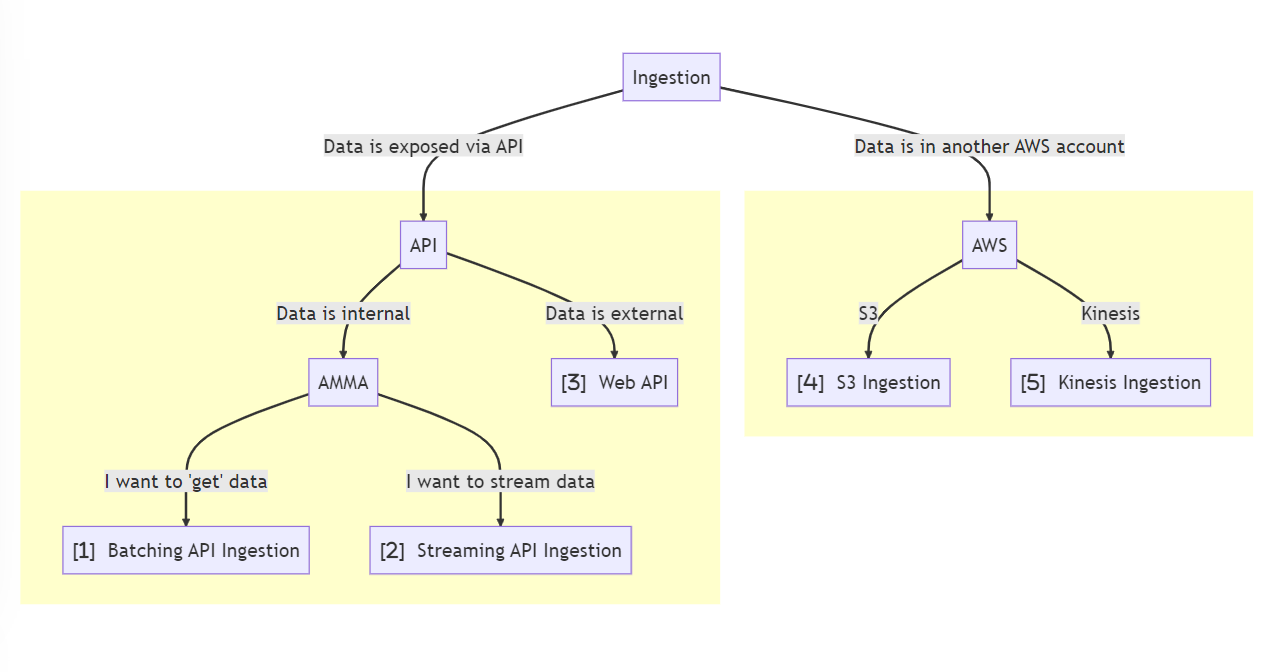 Ingestion
Data is exposed via API
Data is in another AWS account
API
AWS
Data is internal
Data is external
S3
Kinesis
AMMA
[3] Web API
[4] S3 Ingestion
[5] Kinesis Ingestion
I want to 'get' data
I want to stream data
[1] Batching API Ingestion
[2] Streaming API Ingestion